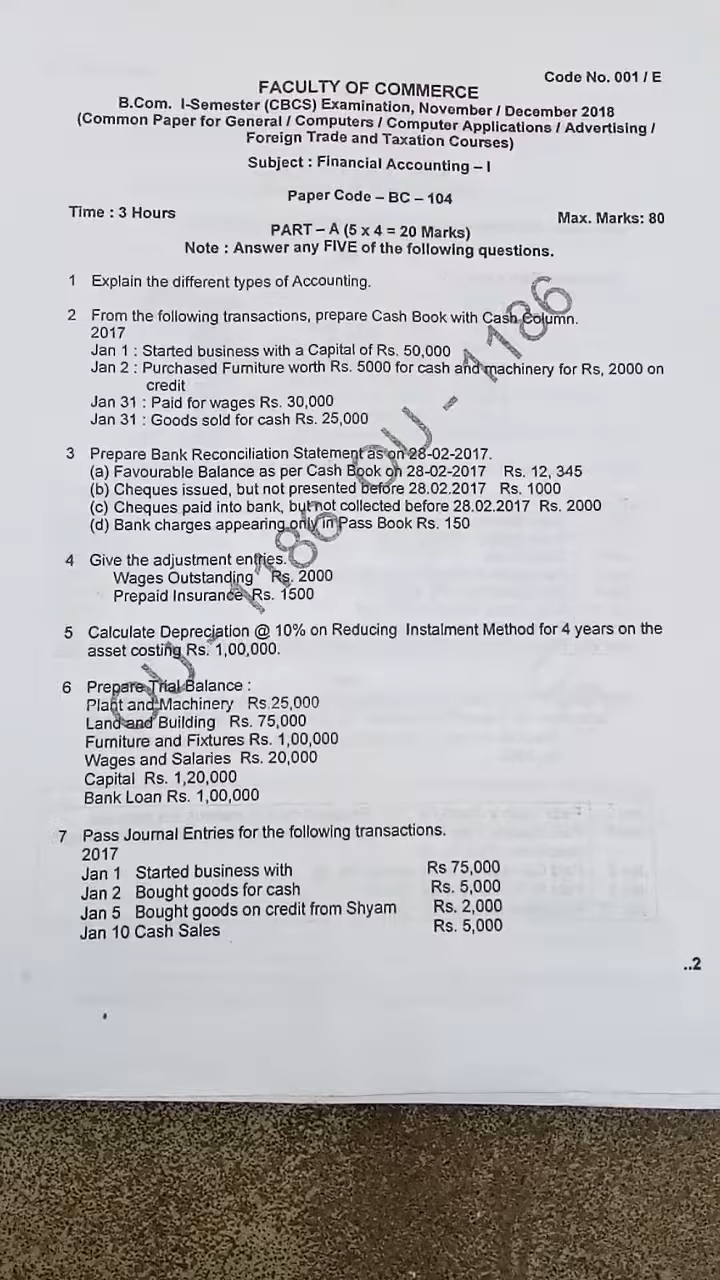 Code No. 001 / E
FACULTY OF COMMERCE
B.Com. I-Semester (CBCS) Examination, November / December 2018
(Common Paper for General / Computers / Computer Applications / Advertising /
Foreign Trade and Taxation Courses)
Subject : Financial Accounting – I
Paper Code – BC – 104
Time : 3 Hours Max. Marks: 80
PART – A (5 x 4 = 20 Marks)
Note : Answer any FIVE of the following questions.
1 Explain the different types of Accounting.
2 From the following transactions, prepare Cash Book with Cash Column.
2017
Jan 1 : Started business with a Capital of Rs. 50,000
Jan 2 : Purchased Furniture worth Rs. 5000 for cash and machinery for Rs, 2000 on
credit
Jan 31 : Paid for wages Rs. 30,000
Jan 31 : Goods sold for cash Rs. 25,000
3 Prepare Bank Reconciliation Statement as on 28-02-2017.
(a) Favourable Balance as per Cash Book on 28-02-2017 Rs. 12, 345
(b) Cheques issued, but not presented before 28.02.2017 Rs. 1000
(c) Cheques paid into bank, but not collected before 28.02.2017 Rs. 2000
(d) Bank charges appearing only in Pass Book Rs. 150
4 Give the adjustment entries.
Wages Outstanding Rs. 2000
Prepaid Insurance Rs. 1500
5 Calculate Depreciation @ 10% on Reducing Instalment Method for 4 years on the
asset costing Rs. 1,00,000.
6 Prepare Trial Balance :
Plant and Machinery Rs.25,000
Land and Building Rs. 75,000
Furniture and Fixtures Rs. 1,00,000
Wages and Salaries Rs. 20,000
Capital Rs. 1,20,000
Bank Loan Rs. 1,00,000
7 Pass Journal Entries for the following transactions.
2017
Jan 1 Started business with Rs 75,000
Jan 2 Bought goods for cash Rs. 5,000
Jan 5 Bought goods on credit from Shyam Rs. 2,000
Jan 10 Cash Sales Rs. 5,000
..2
OU - 1186 OU - 1186